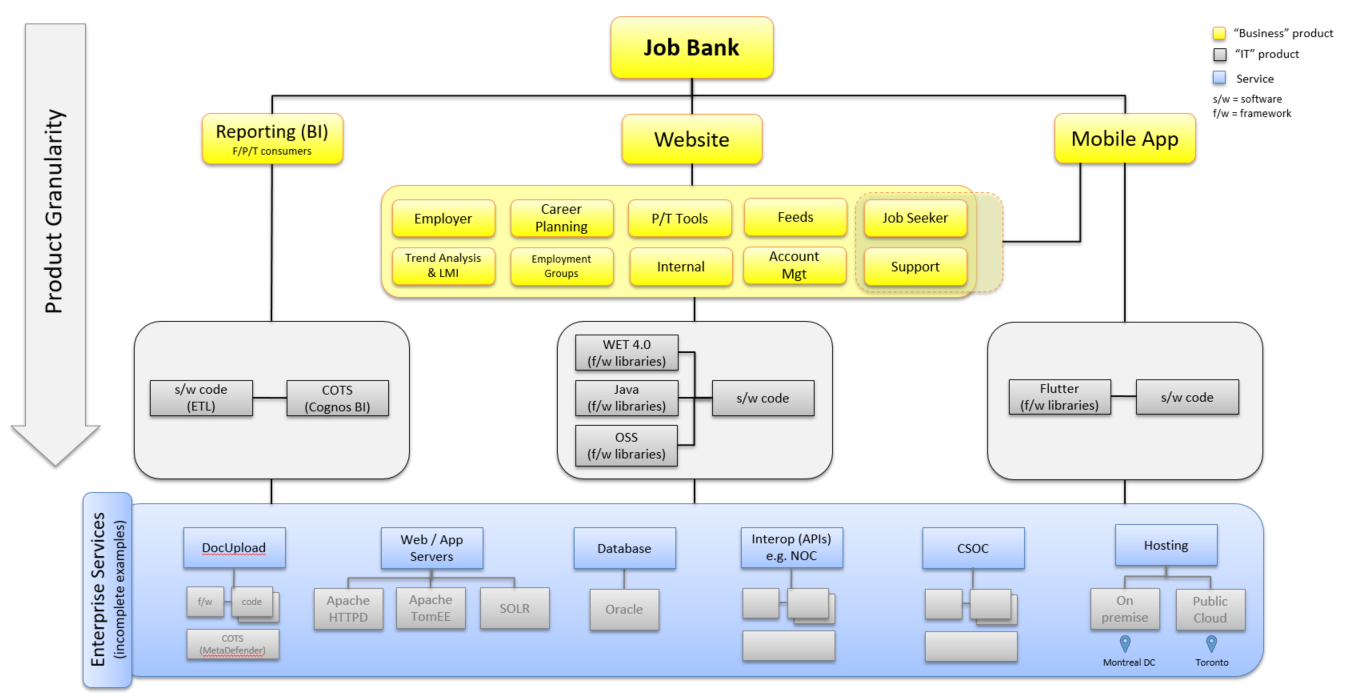 Job Bank
“Business” product
“IT” product
Service
s/w = software
f/w = framework
Product Granularity
Reporting (BI)
F/P/T consumers
Website
Mobile App
Employer
Career
Planning
P/T Tools
Feeds
Job Seeker
Trend Analysis
& LMI
Employment
Groups
Internal
Account
Mgt
Support
s/w code
(ETL)
COTS
(Cognos BI)
WET 4.0
(f/w libraries)
Java
(f/w libraries)
OSS
(f/w libraries)
s/w code
Flutter
(f/w libraries)
s/w code
Enterprise Services
(incomplete examples)
DocUpload
f/w
code
COTS
(MetaDefender)
Web / App
Servers
Apache
HTTPD
Apache
TomEE
SOLR
Database
Oracle
Interop (APIs)
e.g. NOC
CSOC
Hosting
On
premise
Public
Cloud
Montreal DC
Toronto